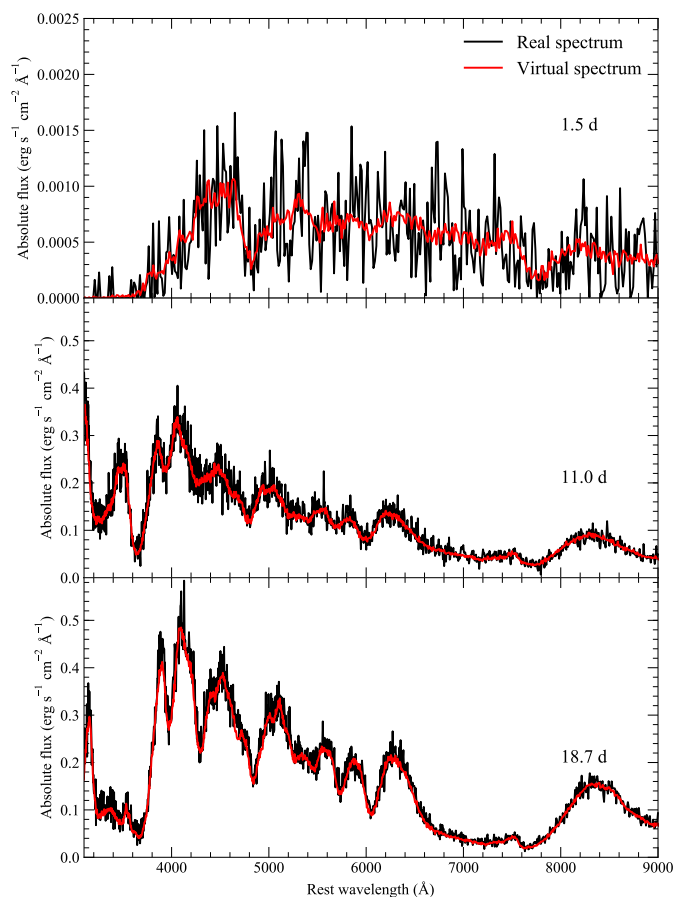 0.0025
0.0020
0.0015
0.0010
0.0005
0.0000
Absolute flux (erg s⁻¹ cm⁻² Å⁻¹)
Real spectrum
Virtual spectrum
1.5 d
0.5
0.4
0.3
0.2
0.1
0.0
Absolute flux (erg s⁻¹ cm⁻² Å⁻¹)
11.0 d
0.5
0.4
0.3
0.2
0.1
0.0
Absolute flux (erg s⁻¹ cm⁻² Å⁻¹)
18.7 d
4000 5000 6000 7000 8000 9000
Rest wavelength (Å)